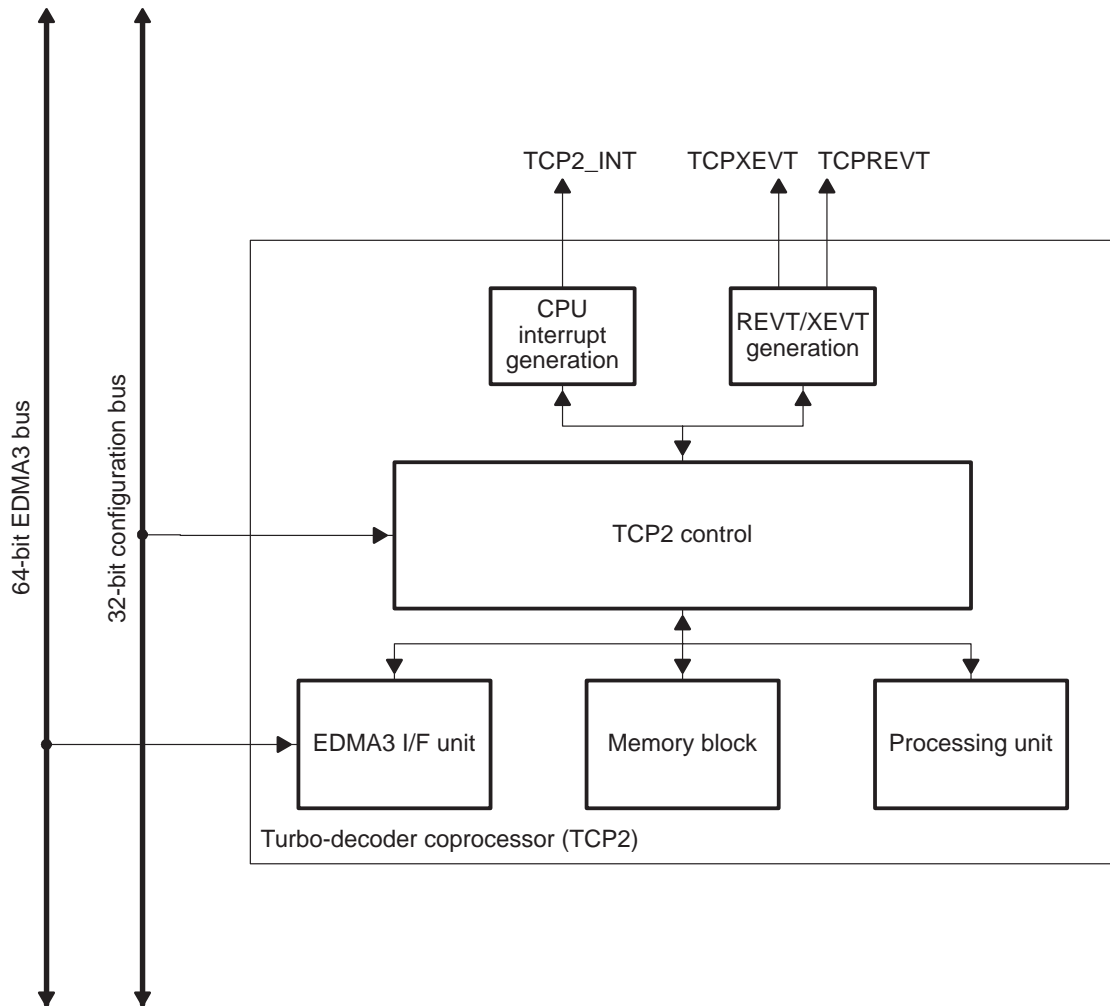 TCP2_INT
TCPXEVT
TCPREVT
CPU
interrupt
generation
REVT/XEVT
generation
64-bit EDMA3 bus
32-bit configuration bus
TCP2 control
EDMA3 I/F unit
Memory block
Processing unit
Turbo-decoder coprocessor (TCP2)